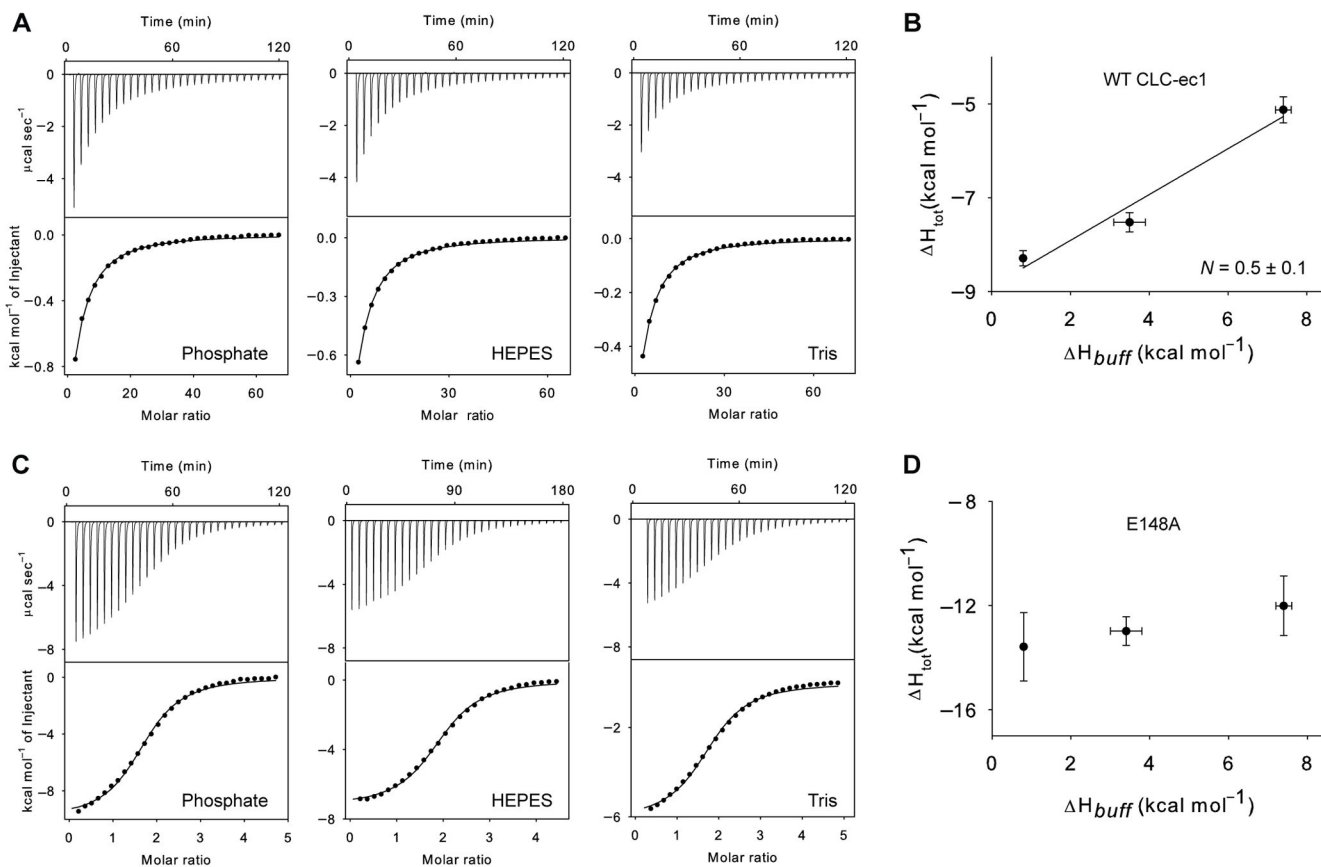 A
Time (min)
Time (min)
Time (min)
0 60 120
0 60 120
0 60 120
μcal sec⁻¹
0
−2
−4
0
−2
−4
0
−2
−4
kcal mol⁻¹ of Injectant
0.0
−0.4
−0.8
0.0
−0.3
−0.6
0.0
−0.2
−0.4
Phosphate
HEPES
Tris
0 20 40 60
0 30 60
0 30 60
Molar ratio
Molar ratio
Molar ratio
B
WT CLC-ec1
ΔH_tot (kcal mol⁻¹)
−5
−7
−9
N = 0.5 ± 0.1
0 2 4 6 8
ΔH_buff (kcal mol⁻¹)
C
Time (min)
Time (min)
Time (min)
0 60 120
0 90 180
0 60 120
μcal sec⁻¹
0
−4
−8
0
−4
−8
0
−4
−8
kcal mol⁻¹ of Injectant
0
−4
−8
0
−4
−8
−2
−6
Phosphate
HEPES
Tris
0 1 2 3 4 5
0 1 2 3 4
0 1 2 3 4 5
Molar ratio
Molar ratio
Molar ratio
D
E148A
ΔH_tot (kcal mol⁻¹)
−8
−12
−16
0 2 4 6 8
ΔH_buff (kcal mol⁻¹)